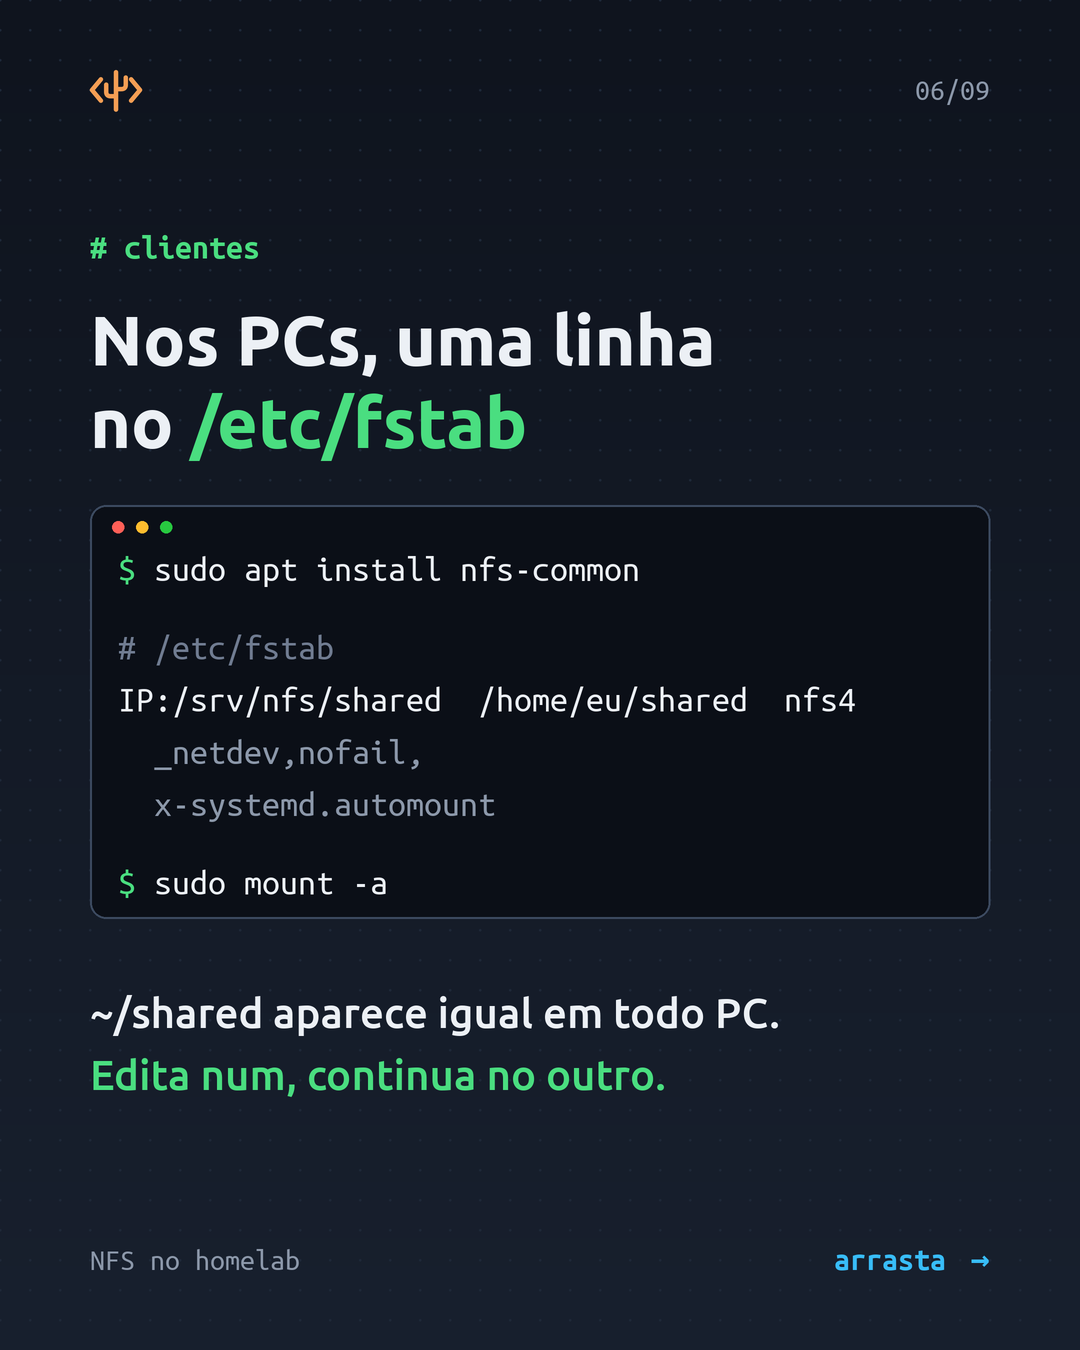 06/09
# clientes
Nos PCs, uma linha
no /etc/fstab
$ sudo apt install nfs-common
# /etc/fstab
IP:/srv/nfs/shared  /home/eu/shared  nfs4
_netdev,nofail,
x-systemd.automount
$ sudo mount -a
~/shared aparece igual em todo PC.
Edita num, continua no outro.
NFS no homelab
arrasta →